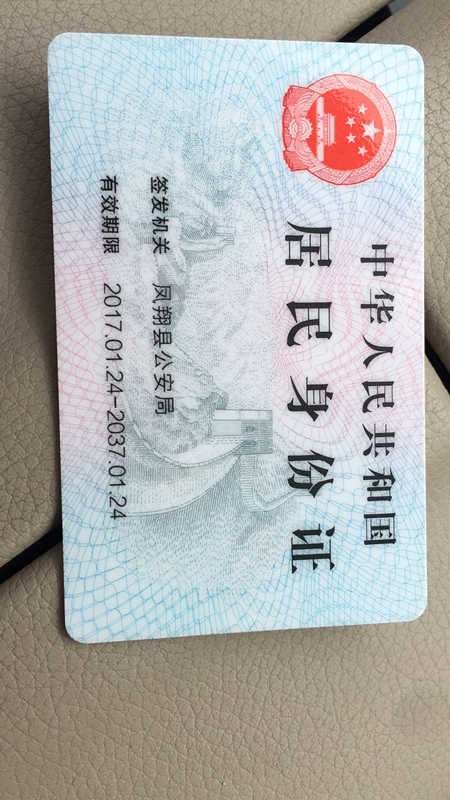 中华人民共和国
居民身份证
签发机关 凤翔县公安局
有效期限 2017.01.24-2037.01.24